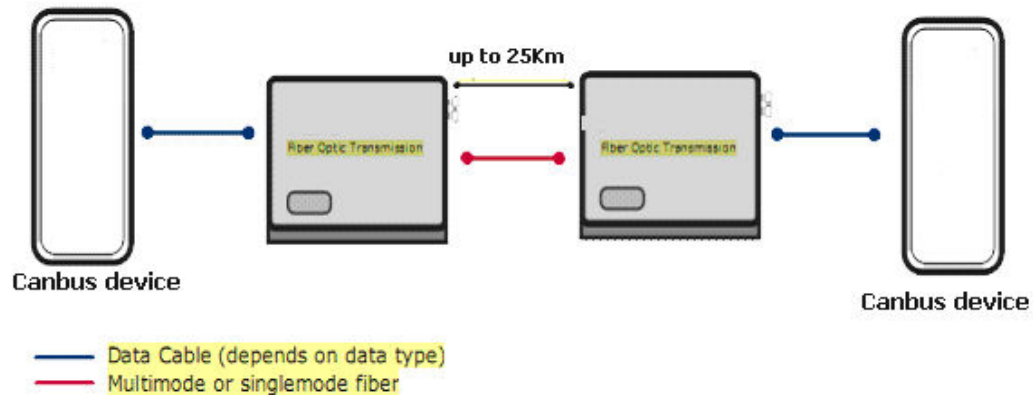 up to 25Km
Fiber Optic Transmission
Fiber Optic Transmission
Canbus device
Canbus device
Data Cable (depends on data type)
Multimode or singlemode fiber